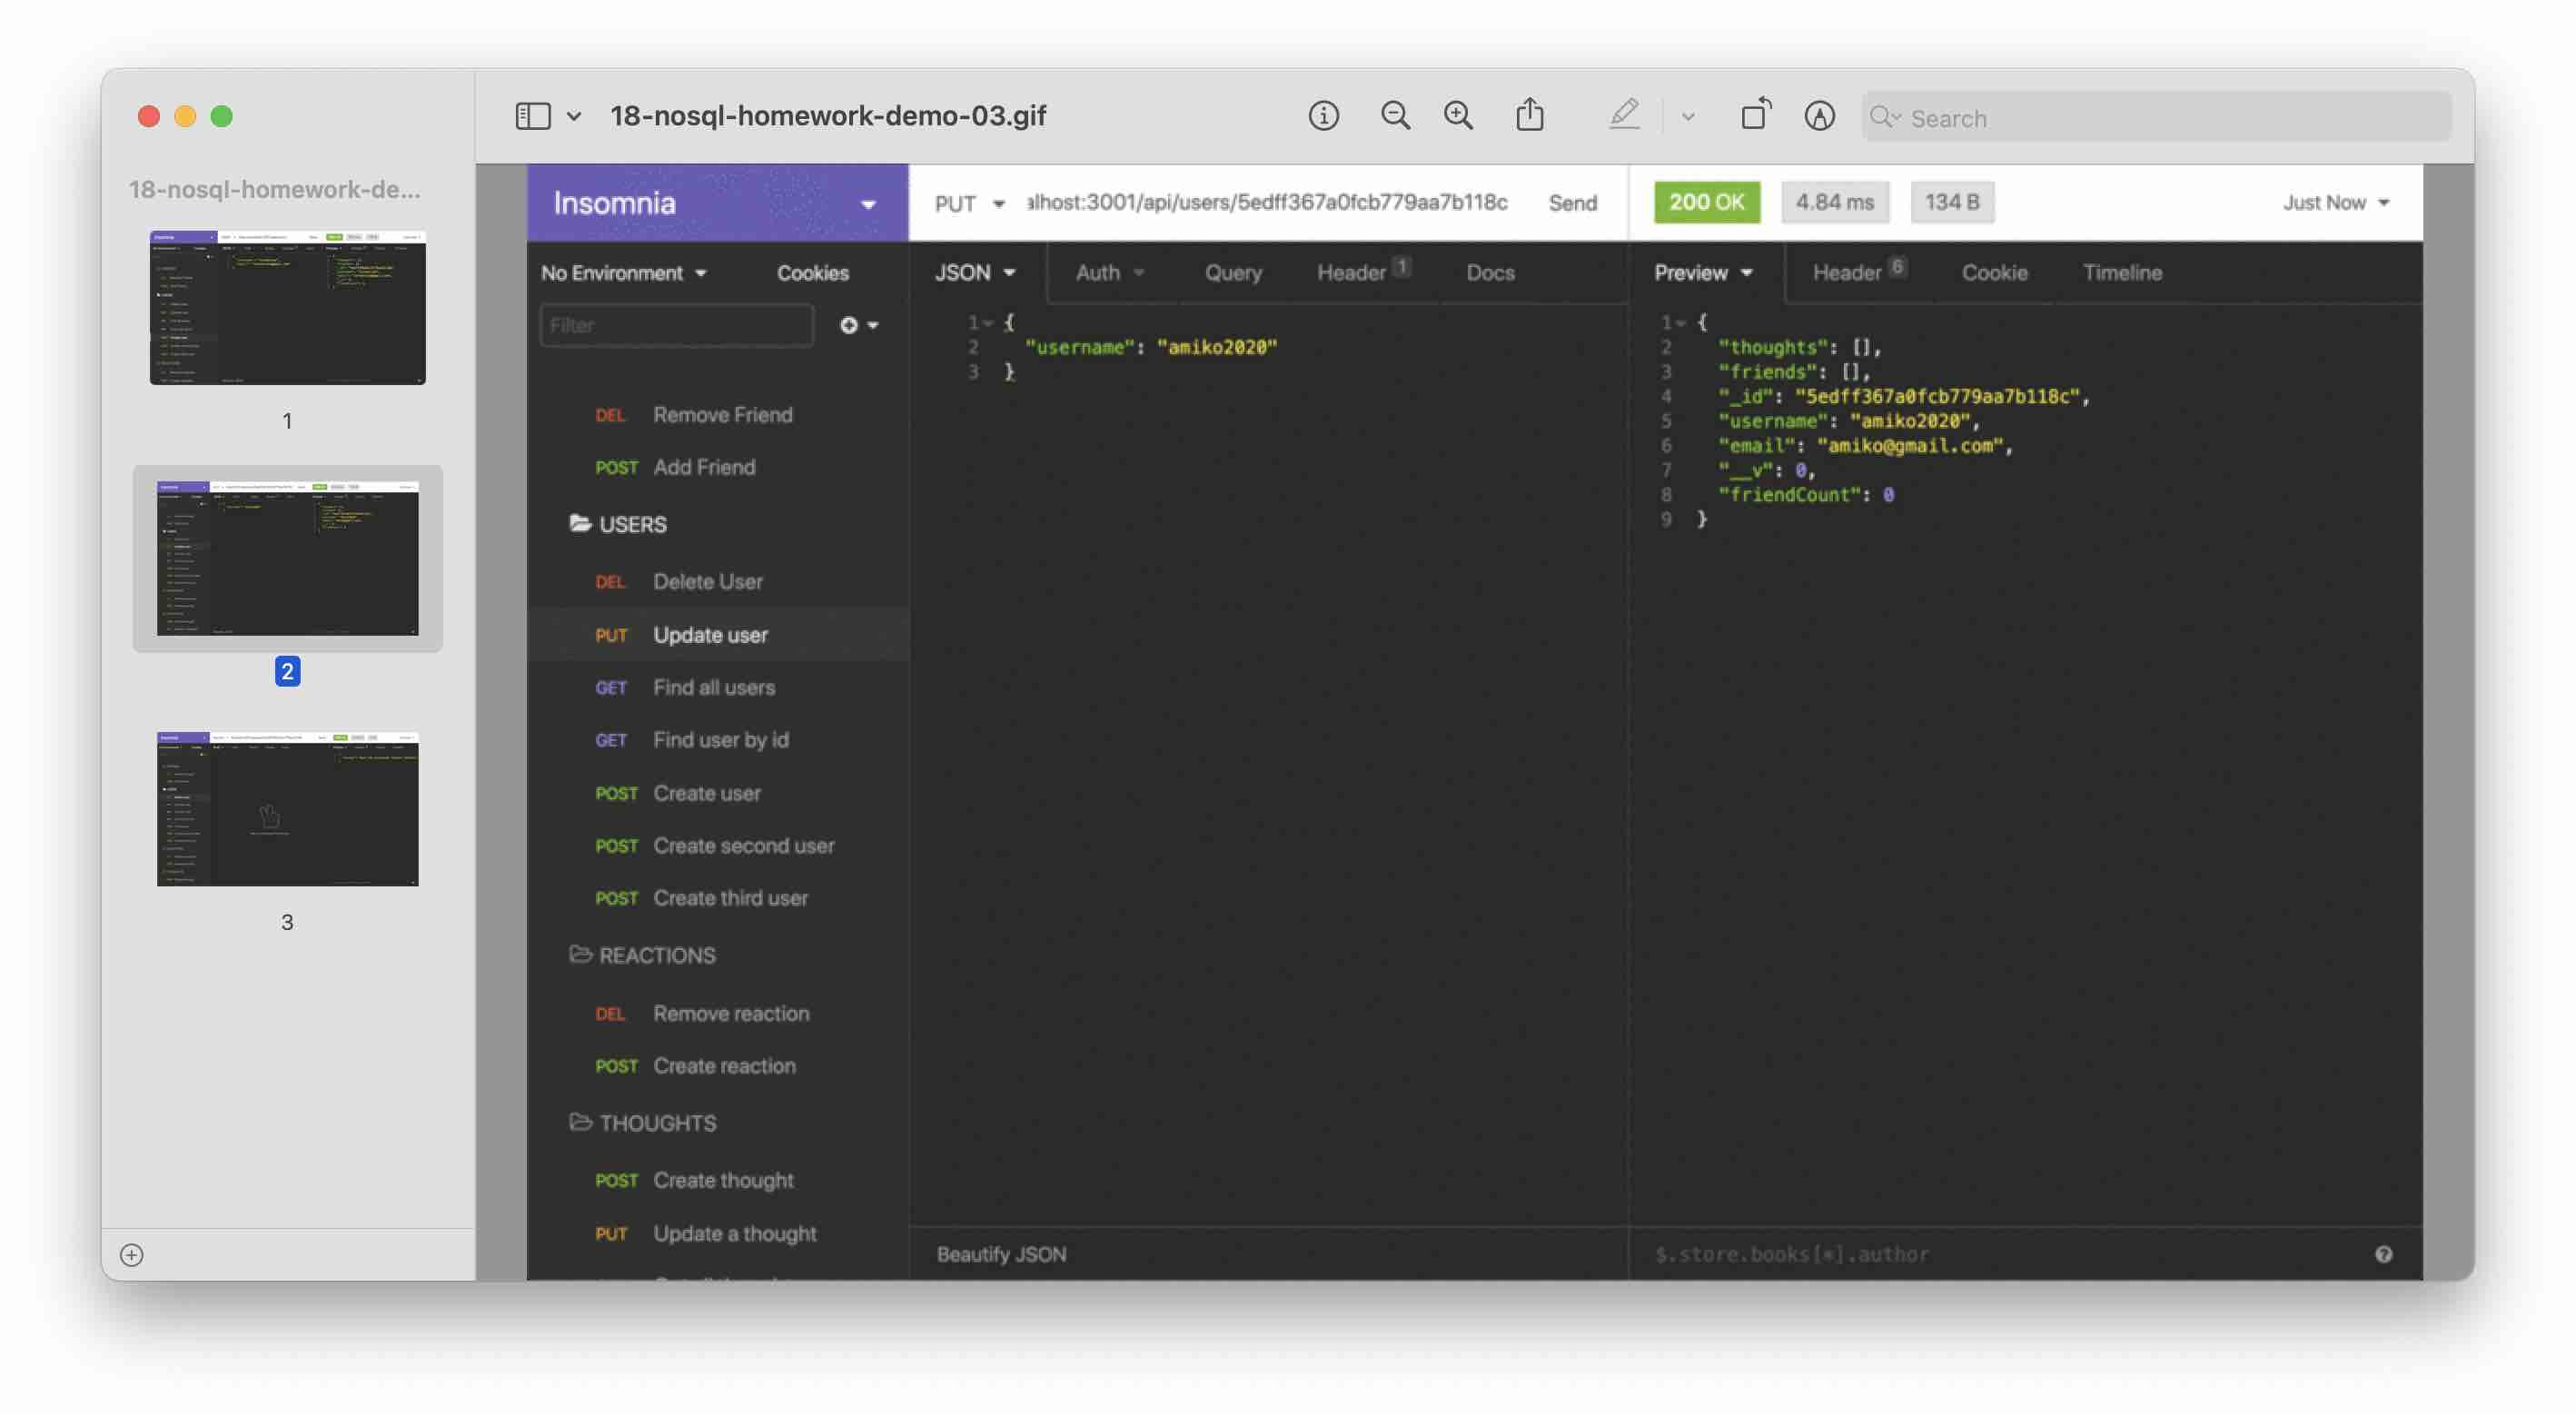 18-nosql-homework-demo-03.gif
Search
18-nosql-homework-de...
1
2
3
Insomnia
No Environment
Cookies
Filter
DEL Remove Friend
POST Add Friend
USERS
DEL Delete User
PUT Update user
GET Find all users
GET Find user by id
POST Create user
POST Create second user
POST Create third user
REACTIONS
DEL Remove reaction
POST Create reaction
THOUGHTS
POST Create thought
PUT Update a thought
PUT alhost:3001/api/users/5edff367a0fcb779aa7b118c Send
JSON Auth Query Header 1 Docs
1 {
2 "username": "amiko2020"
3 }
Beautify JSON
200 OK 4.84 ms 134 B Just Now
Preview Header 6 Cookie Timeline
1 {
2 "thoughts": [],
3 "friends": [],
4 "_id": "5edff367a0fcb779aa7b118c",
5 "username": "amiko2020",
6 "email": "amiko@gmail.com",
7 "__v": 0,
8 "friendCount": 0
9 }
$.store.books[*].author